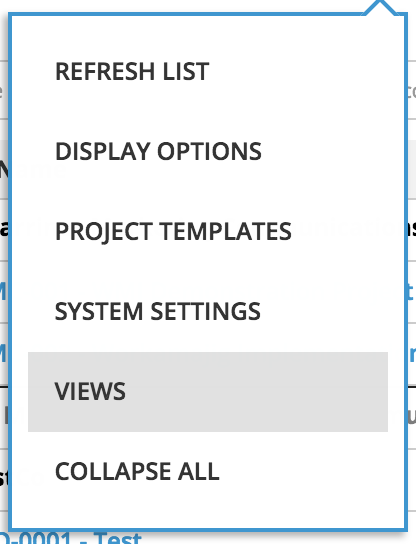 REFRESH LIST
DISPLAY OPTIONS
PROJECT TEMPLATES
SYSTEM SETTINGS
VIEWS
COLLAPSE ALL
-0001 - Test